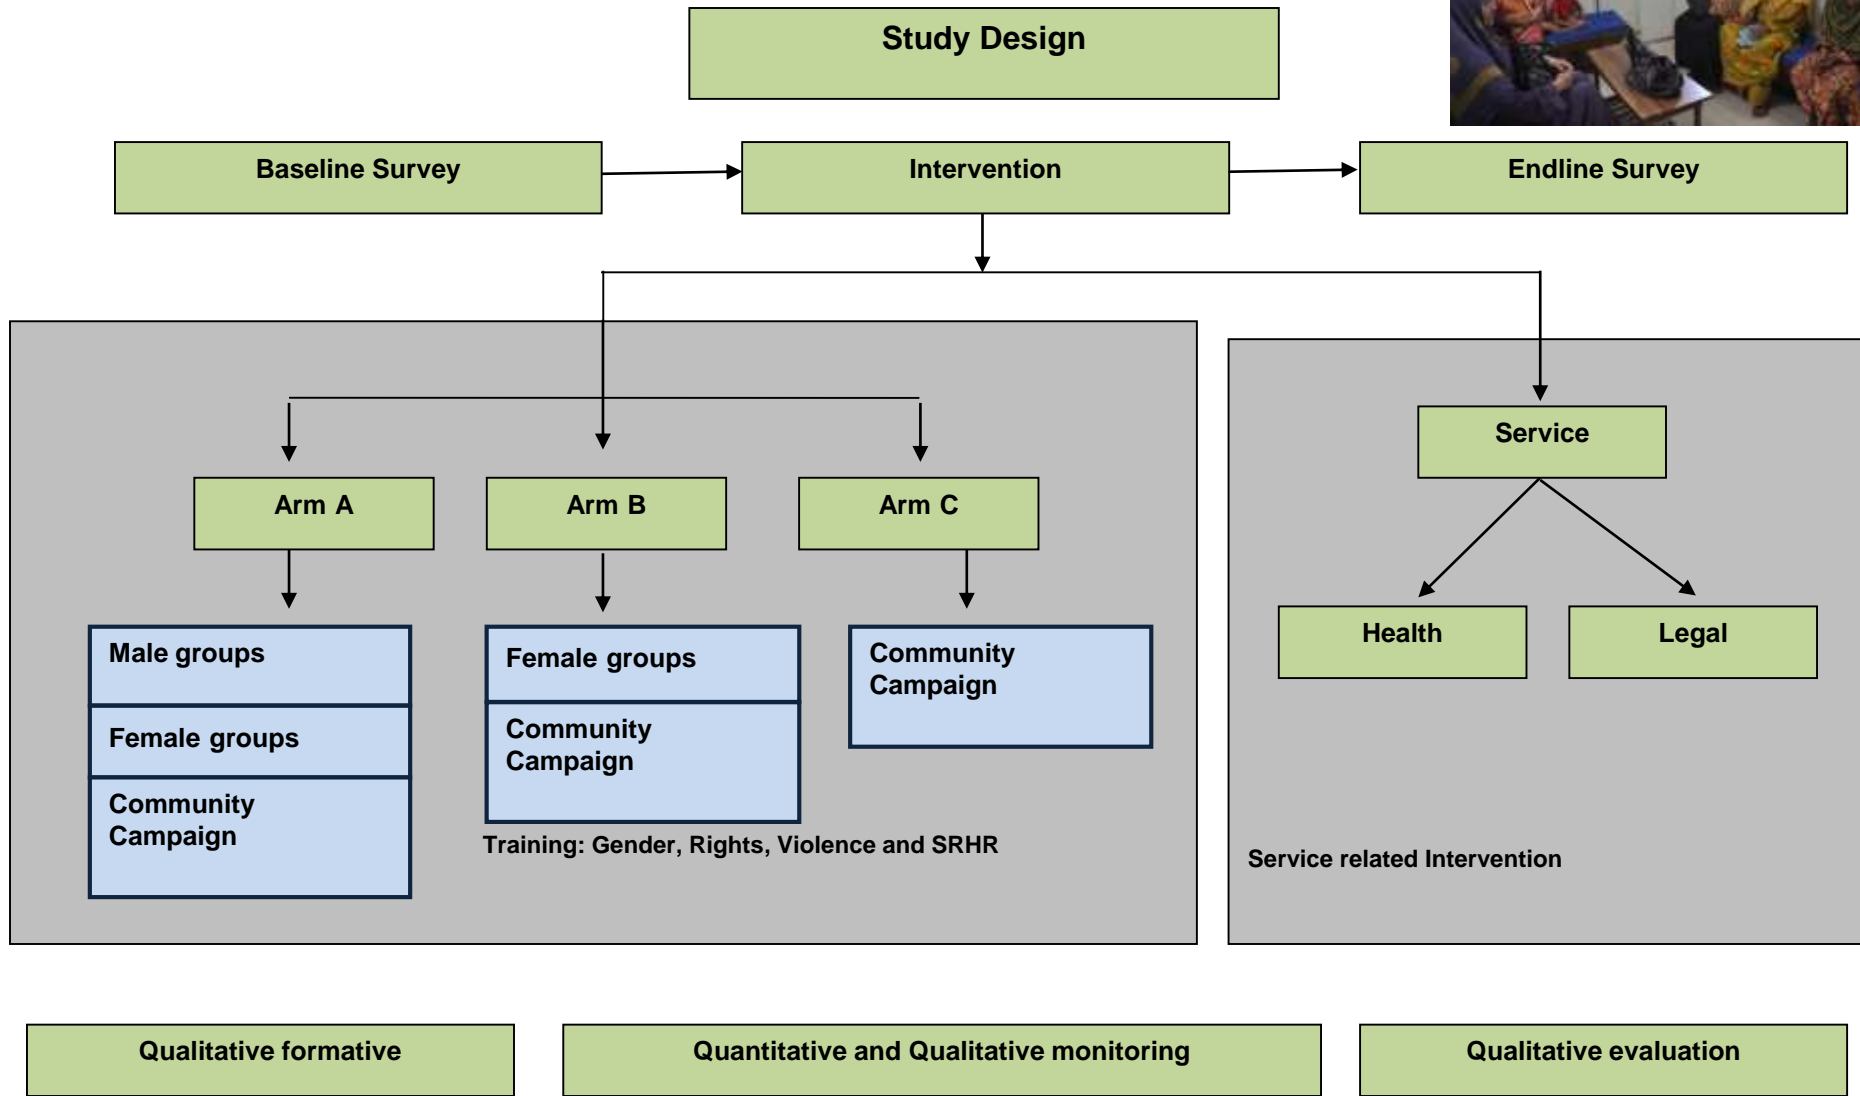 Study Design
Baseline Survey
Intervention
Endline Survey
Arm A
Arm B
Arm C
Service
Male groups
Female groups
Community
Campaign
Female groups
Community
Campaign
Community
Campaign
Health
Legal
Training: Gender, Rights, Violence and SRHR
Service related Intervention
Qualitative formative
Quantitative and Qualitative monitoring
Qualitative evaluation